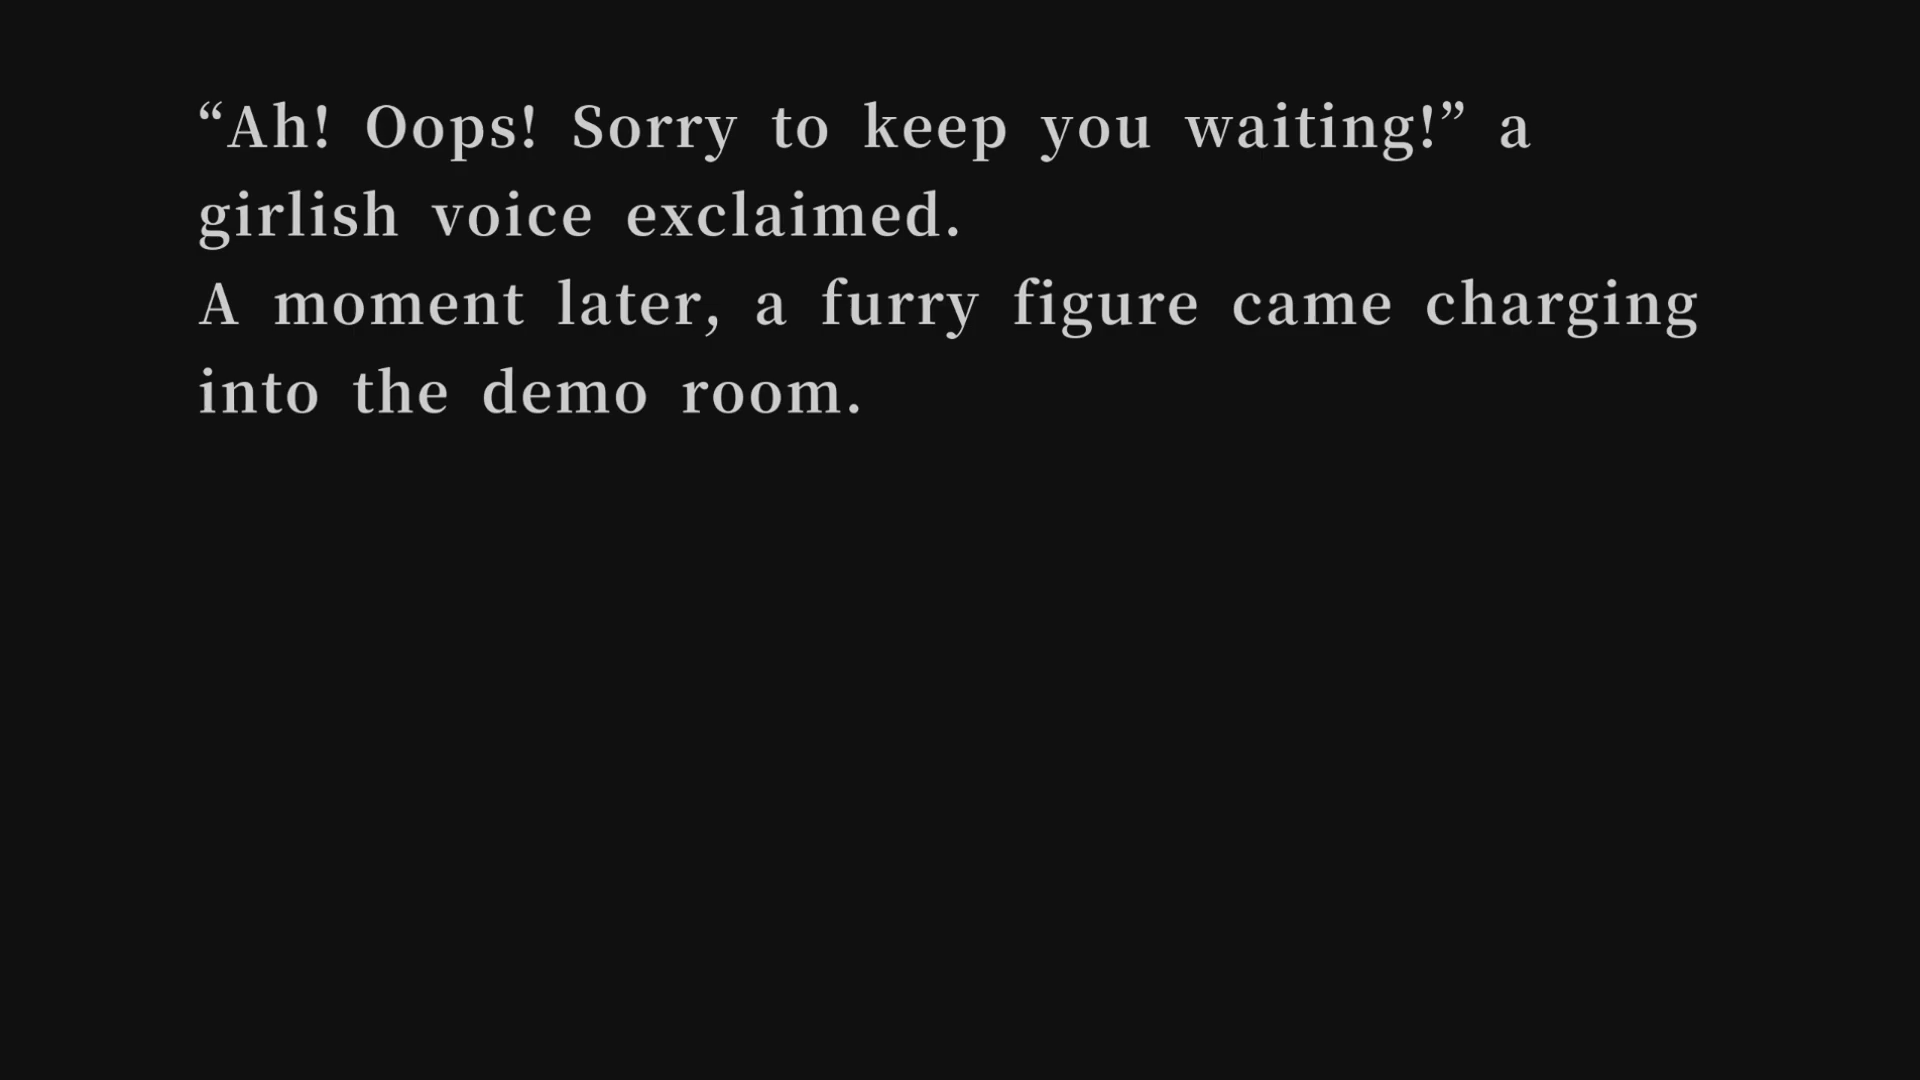 “Ah! Oops! Sorry to keep you waiting!” a
girlish voice exclaimed.
A moment later, a furry figure came charging
into the demo room.